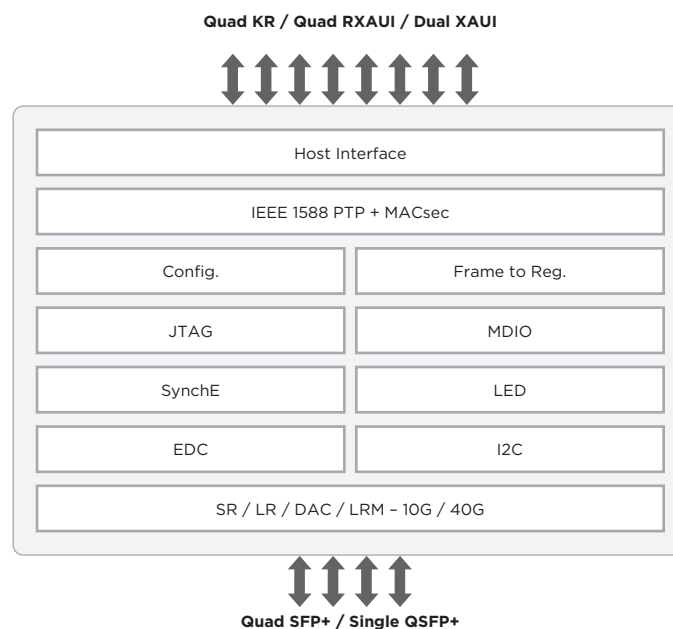 Quad KR / Quad RXAUI / Dual XAUI
Host Interface
IEEE 1588 PTP + MACsec
Config.
Frame to Reg.
JTAG
MDIO
SynchE
LED
EDC
I2C
SR / LR / DAC / LRM – 10G / 40G
Quad SFP+ / Single QSFP+